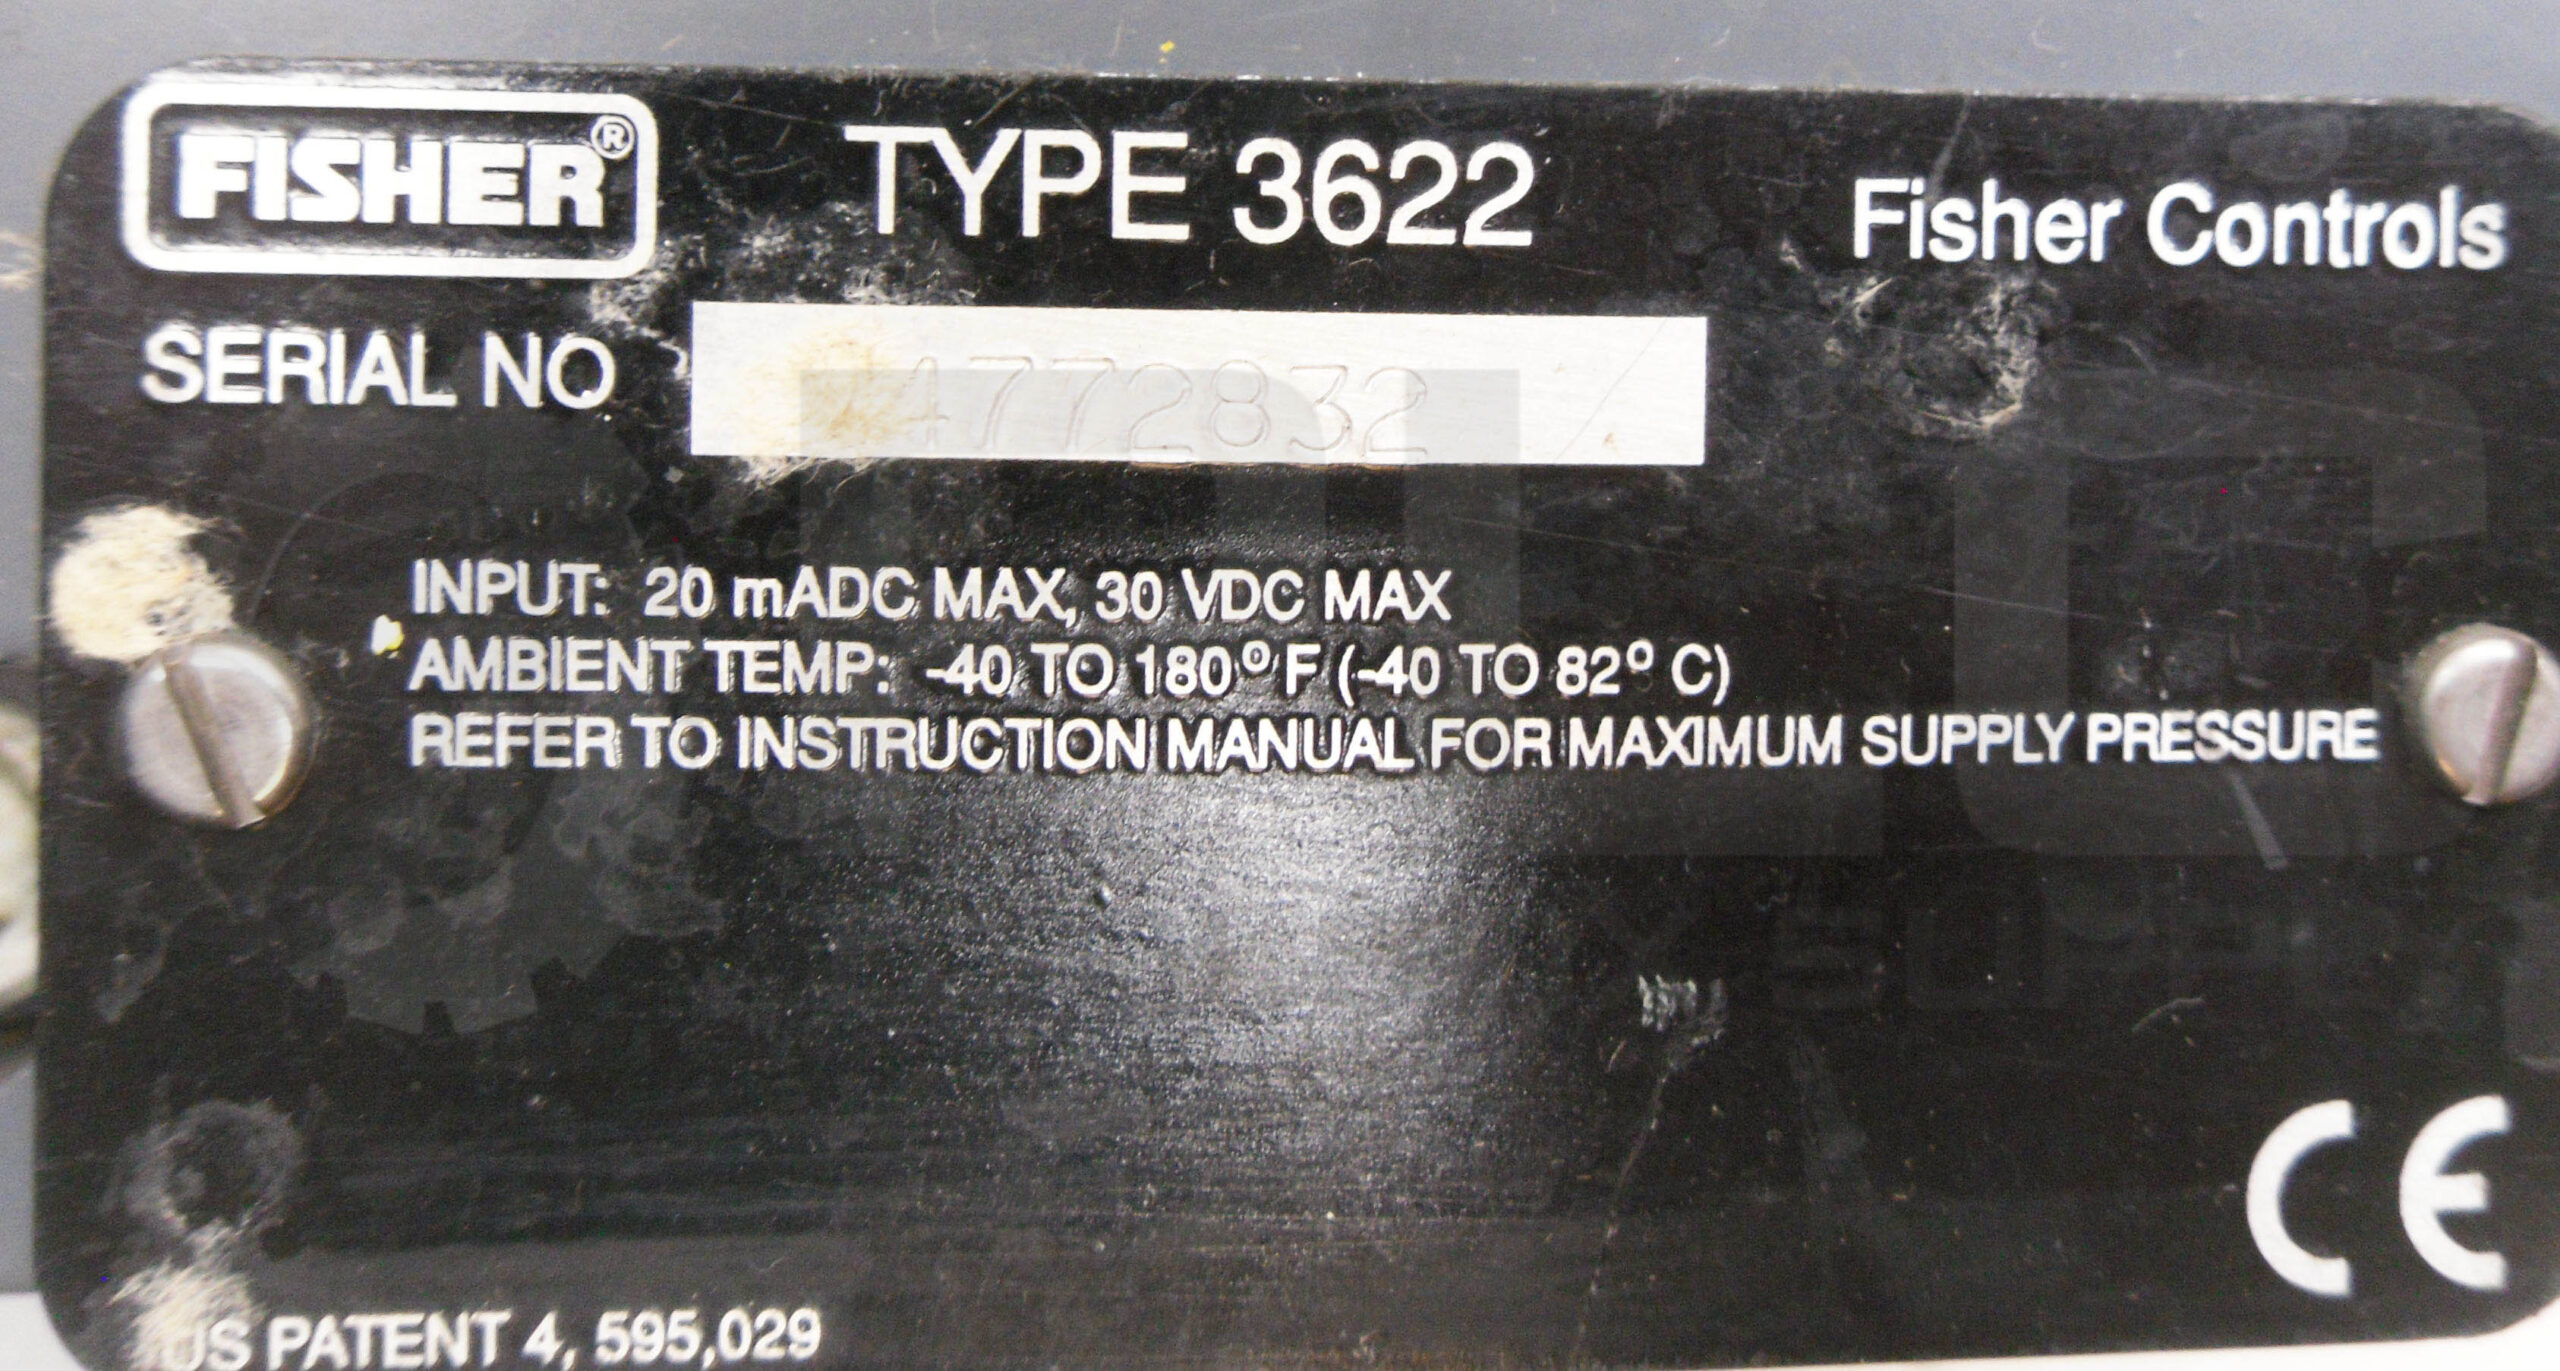 FISHER® TYPE 3622 Fisher Controls
SERIAL NO 4772832
INPUT: 20 mADC MAX, 30 VDC MAX
AMBIENT TEMP: -40 TO 180° F (-40 TO 82° C)
REFER TO INSTRUCTION MANUAL FOR MAXIMUM SUPPLY PRESSURE
CE
US PATENT 4, 595,029